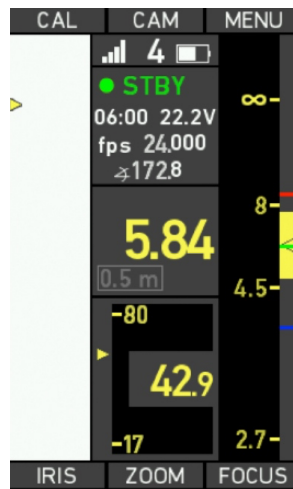 CAL CAM MENU
4
STBY
06:00 22.2V
fps 24.000
∡172.8
5.84
0.5 m
80
42.9
17
∞
8
4.5
2.7
IRIS ZOOM FOCUS